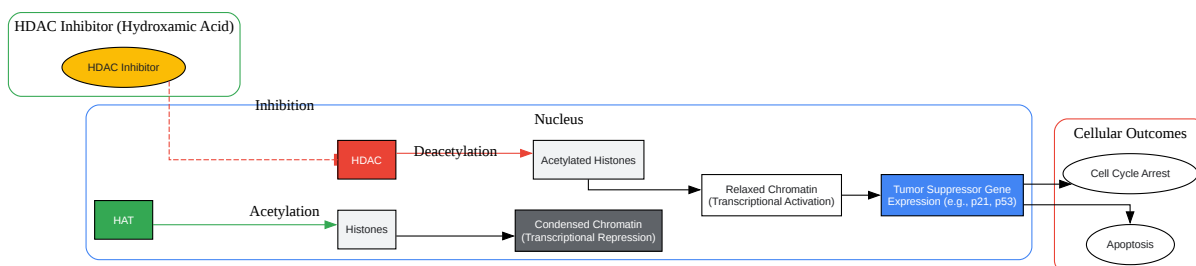 HDAC Inhibitor (Hydroxamic Acid)
HDAC Inhibitor
Inhibition
Nucleus
Cellular Outcomes
HDAC
Deacetylation
Acetylated Histones
Cell Cycle Arrest
Relaxed Chromatin
(Transcriptional Activation)
Tumor Suppressor Gene
Expression (e.g., p21, p53)
HAT
Acetylation
Histones
Condensed Chromatin
(Transcriptional Repression)
Apoptosis